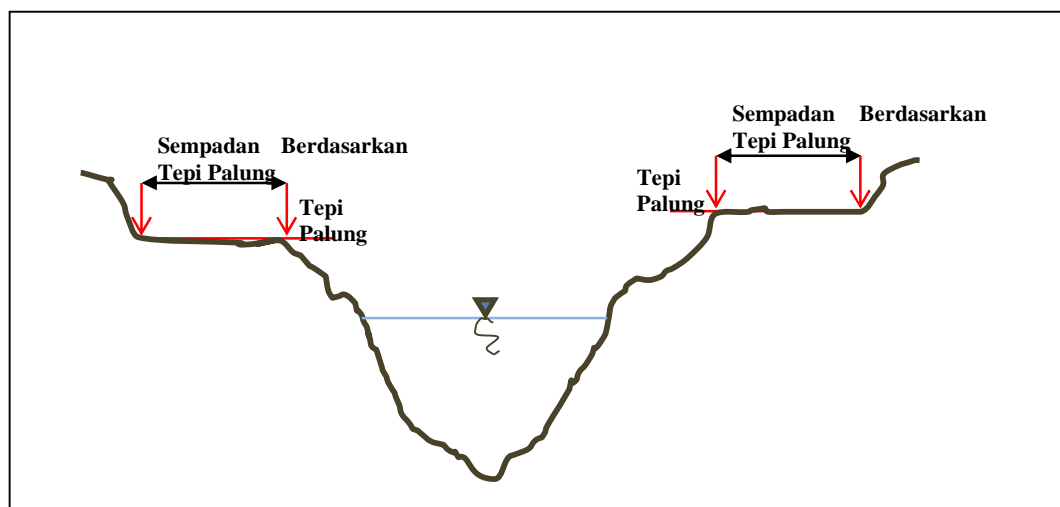 Sempadan Berdasarkan
Tepi Palung
Tepi
Palung
Sempadan Berdasarkan
Tepi Palung
Tepi
Palung